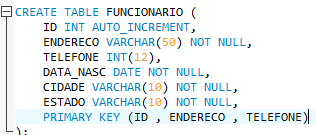 CREATE TABLE FUNCIONARIO (
ID INT AUTO_INCREMENT,
ENDERECO VARCHAR(50) NOT NULL,
TELEFONE INT(12),
DATA_NASC DATE NOT NULL,
CIDADE VARCHAR(10) NOT NULL,
ESTADO VARCHAR(10) NOT NULL,
PRIMARY KEY (ID , ENDERECO , TELEFONE)
);